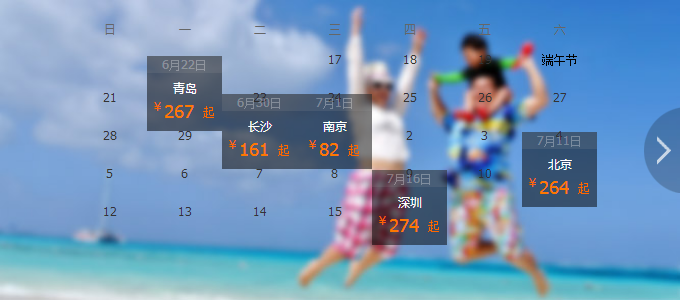 日 一 二 三 四 五 六
17 18 端午节
6月22日
青岛
¥267 起
21 23 25 26 27
6月30日 7月1日
长沙 南京
¥161 起 ¥82 起
28 29 2 3
7月11日
北京
¥264 起
5 6 7 8 10
7月16日
深圳
¥274 起
12 13 14 15